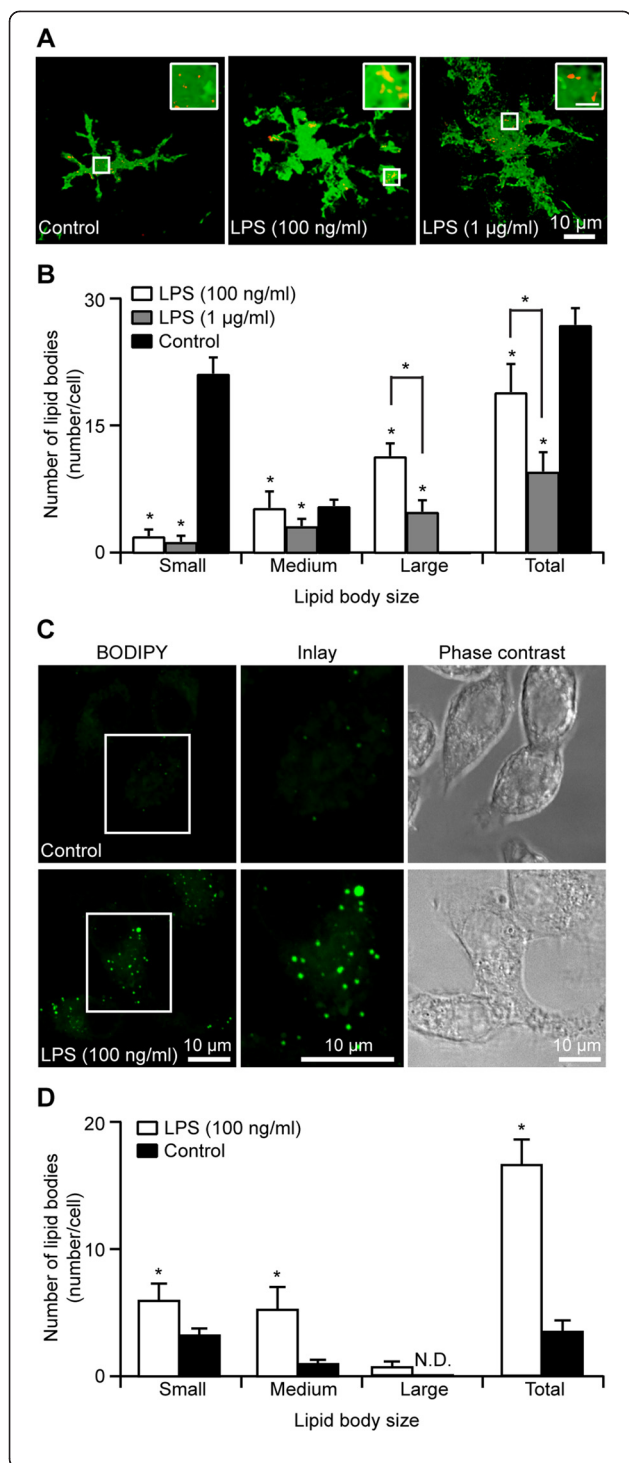 A
Control
LPS (100 ng/ml)
LPS (1 µg/ml)
10 µm
B
30
15
0
Number of lipid bodies
(number/cell)
LPS (100 ng/ml)
LPS (1 µg/ml)
Control
* * * * * * * * * *
Small Medium Large Total
Lipid body size
C
BODIPY Inlay Phase contrast
Control
LPS (100 ng/ml)
10 µm
10 µm
10 µm
D
20
10
0
Number of lipid bodies
(number/cell)
LPS (100 ng/ml)
Control
* * N.D. *
Small Medium Large Total
Lipid body size